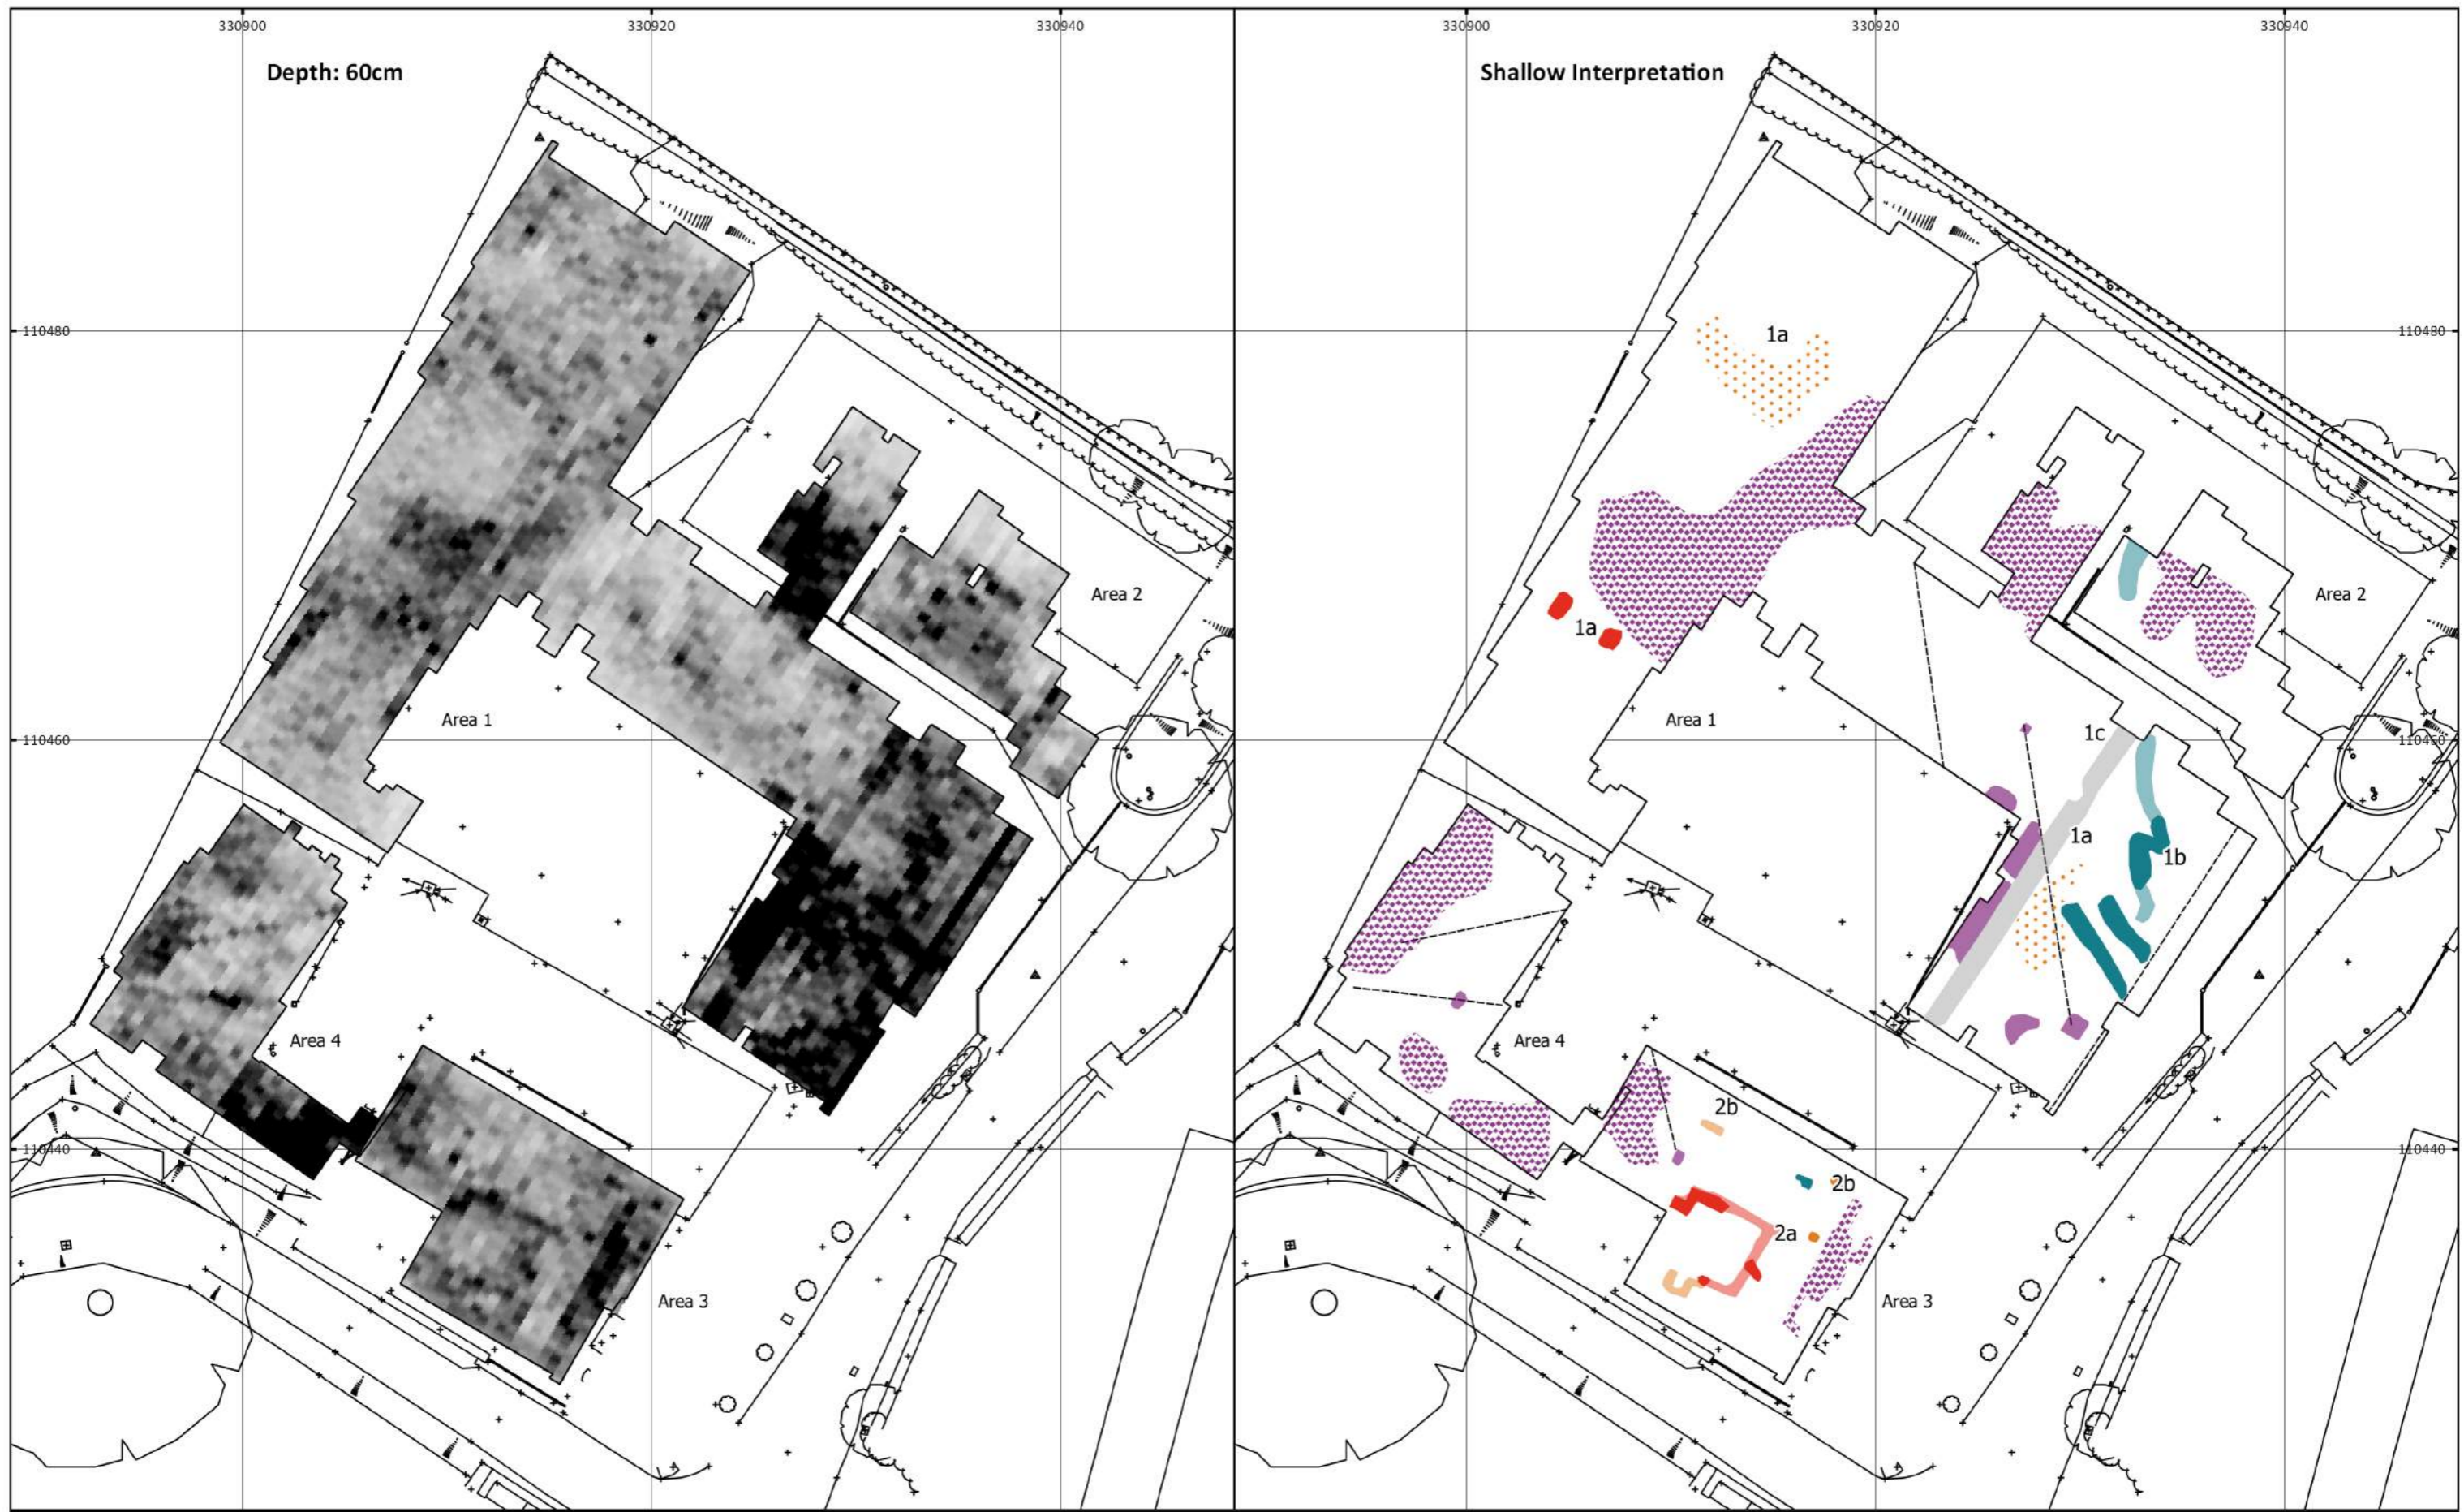 330900 330920 330940
330900 330920 330940
Depth: 60cm
Shallow Interpretation
110480
1a
110480
Area 2
Area 2
1a
Area 1
Area 1
110460
1c
110460
1a
1b
Area 4
Area 4
2b
110440
110440
2b
2a
Area 3
Area 3